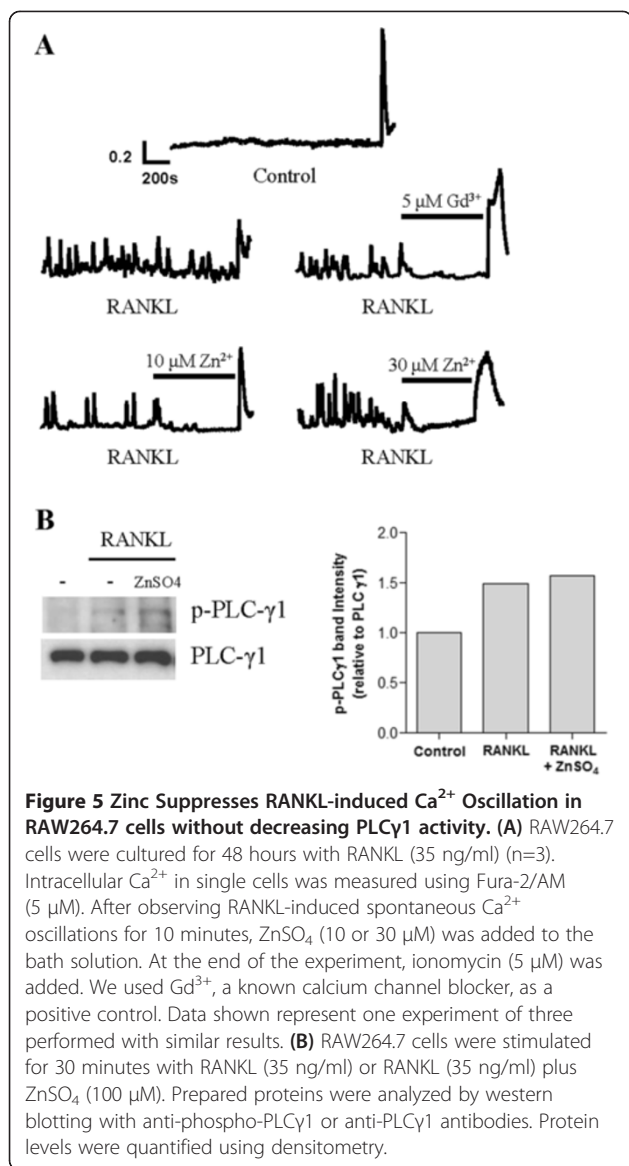 A
0.2
200s
Control
5 μM Gd³⁺
RANKL
RANKL
10 μM Zn²⁺
30 μM Zn²⁺
RANKL
RANKL
B
RANKL
- - ZnSO4
p-PLC-γ1
PLC-γ1
p-PLCγ1 band Intensity
(relative to PLC γ1)
2.0
1.5
1.0
0.5
0.0
Control RANKL RANKL
+ ZnSO₄
Figure 5 Zinc Suppresses RANKL-induced Ca²⁺ Oscillation in
RAW264.7 cells without decreasing PLCγ1 activity. (A) RAW264.7
cells were cultured for 48 hours with RANKL (35 ng/ml) (n=3).
Intracellular Ca²⁺ in single cells was measured using Fura-2/AM
(5 μM). After observing RANKL-induced spontaneous Ca²⁺
oscillations for 10 minutes, ZnSO₄ (10 or 30 μM) was added to the
bath solution. At the end of the experiment, ionomycin (5 μM) was
added. We used Gd³⁺, a known calcium channel blocker, as a
positive control. Data shown represent one experiment of three
performed with similar results. (B) RAW264.7 cells were stimulated
for 30 minutes with RANKL (35 ng/ml) or RANKL (35 ng/ml) plus
ZnSO₄ (100 μM). Prepared proteins were analyzed by western
blotting with anti-phospho-PLCγ1 or anti-PLCγ1 antibodies. Protein
levels were quantified using densitometry.